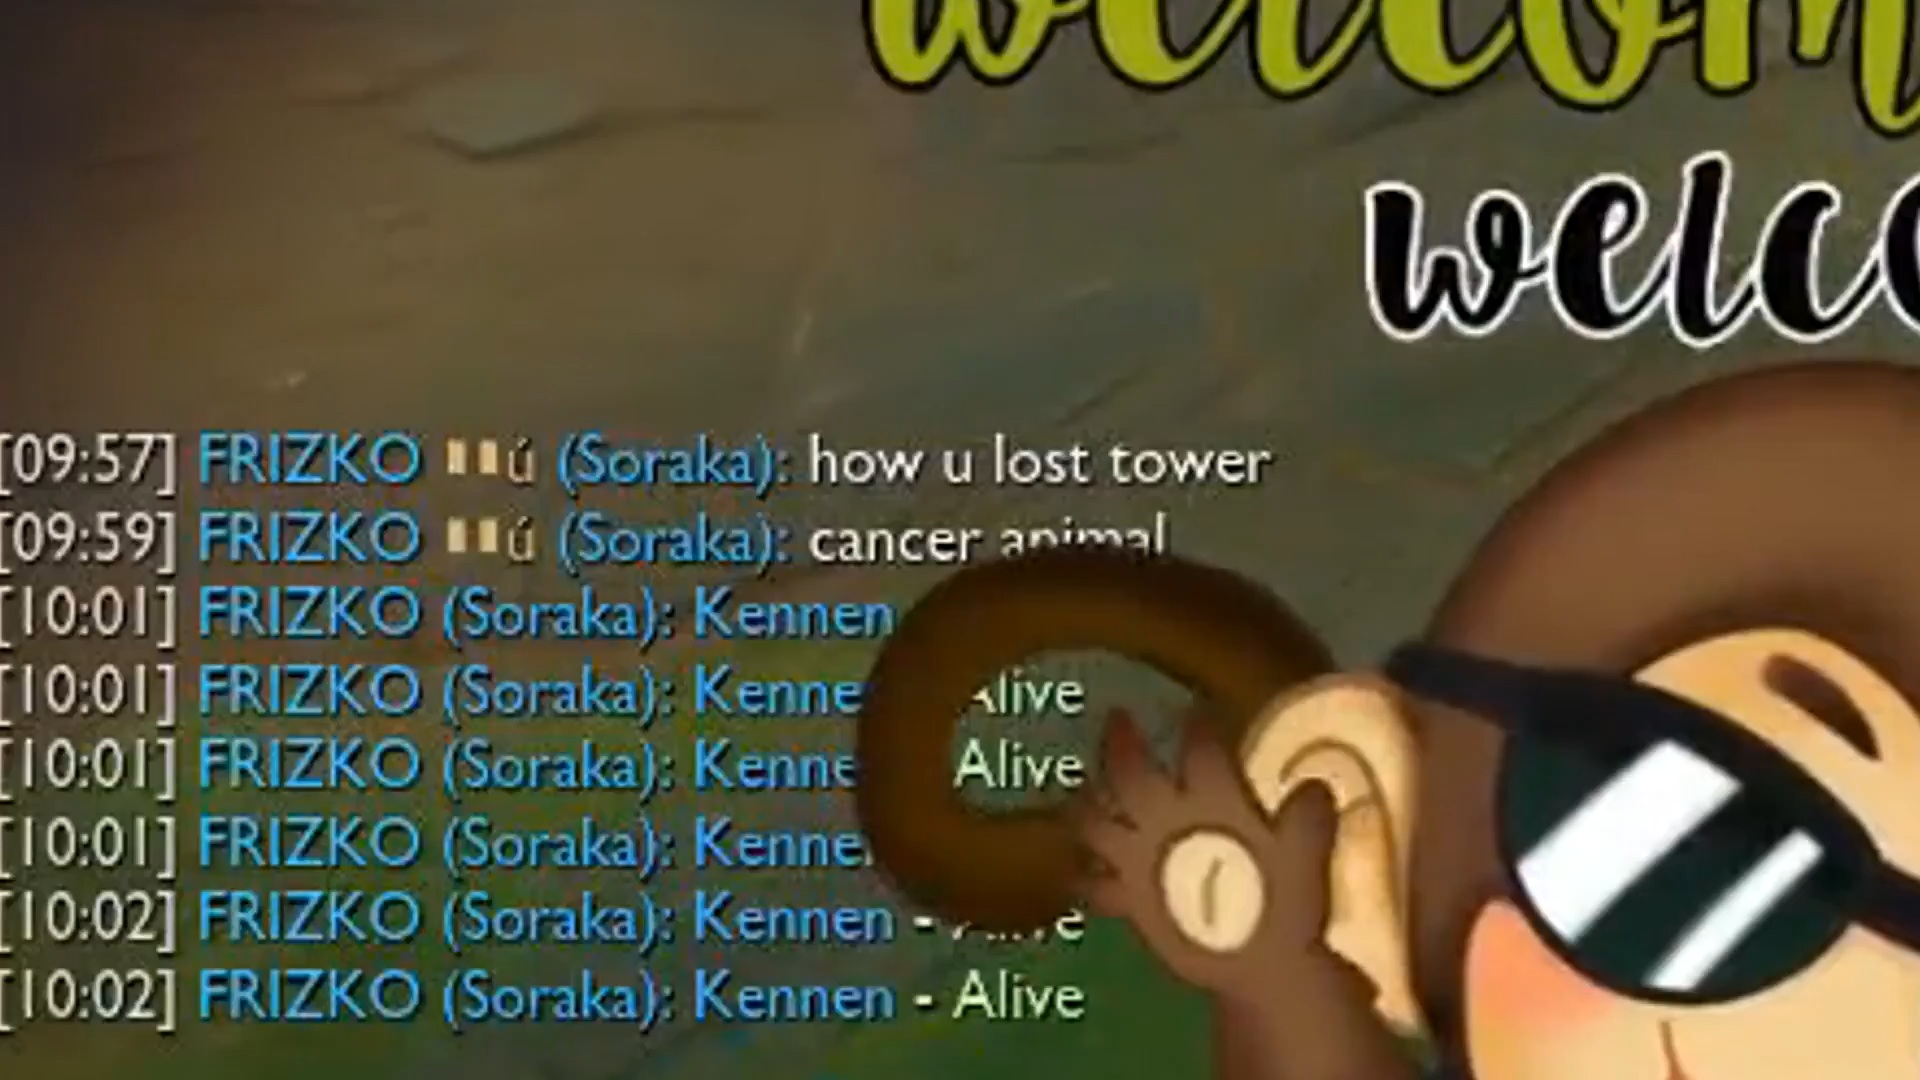 welcom
welco
[09:57] FRIZKO ▮▮ú (Soraka): how u lost tower
[09:59] FRIZKO ▮▮ú (Soraka): cancer animal
[10:01] FRIZKO (Soraka): Kennen
[10:01] FRIZKO (Soraka): Kenne Alive
[10:01] FRIZKO (Soraka): Kenne Alive
[10:01] FRIZKO (Soraka): Kenne
[10:02] FRIZKO (Soraka): Kennen - Alive
[10:02] FRIZKO (Soraka): Kennen - Alive